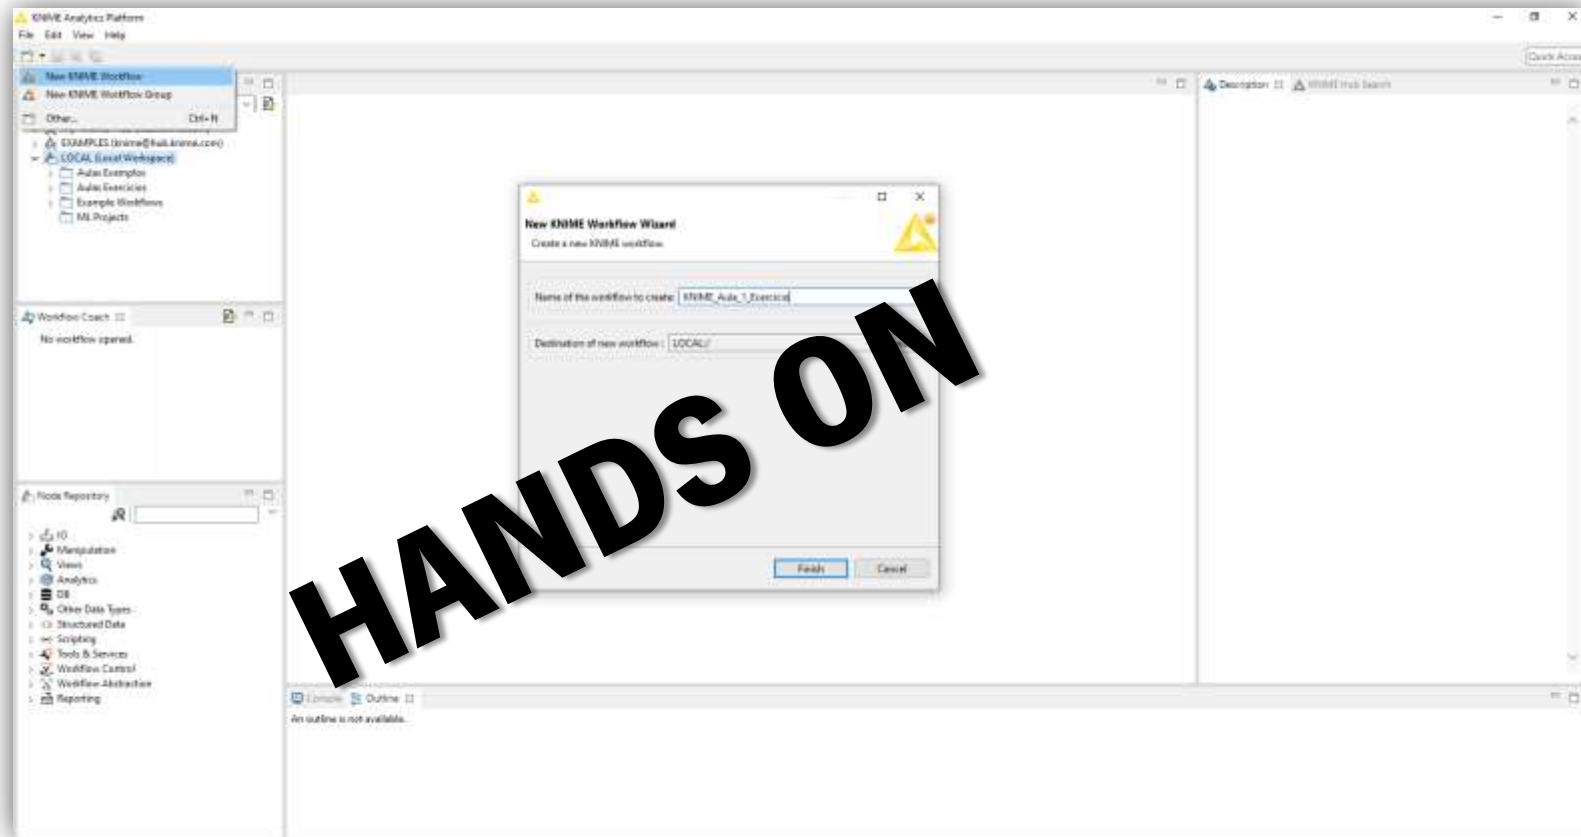 KNIME Analytics Platform
File Edit View Help
Quick Access
New KNIME Workflow
New KNIME Workflow Group
Other... Ctrl+N
EXAMPLES (knime@hub.knime.com)
LOCAL (Local Workspace)
Aulas Exemplos
Aulas Exercicios
Example Workflows
ML Projects
Description
KNIME Hub Search
New KNIME Workflow Wizard
Create a new KNIME workflow.
Name of the workflow to create: KNIME_Aula_1_Exercicio
Destination of new workflow : LOCAL:/
Finish Cancel
HANDS ON
Workflow Coach
No workflow opened.
Node Repository
IO
Manipulation
Views
Analytics
DB
Other Data Types
Structured Data
Scripting
Tools & Services
Workflow Control
Workflow Abstraction
Reporting
Console Outline
An outline is not available.